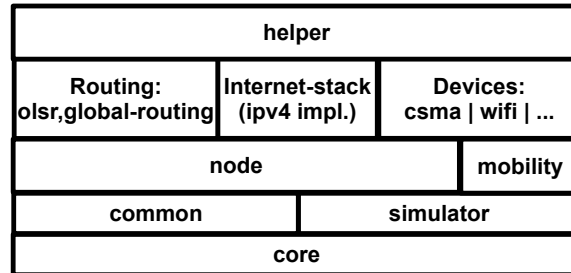 helper
Routing:
olsr,global-routing
Internet-stack
(ipv4 impl.)
Devices:
csma | wifi | ...
node
mobility
common
simulator
core